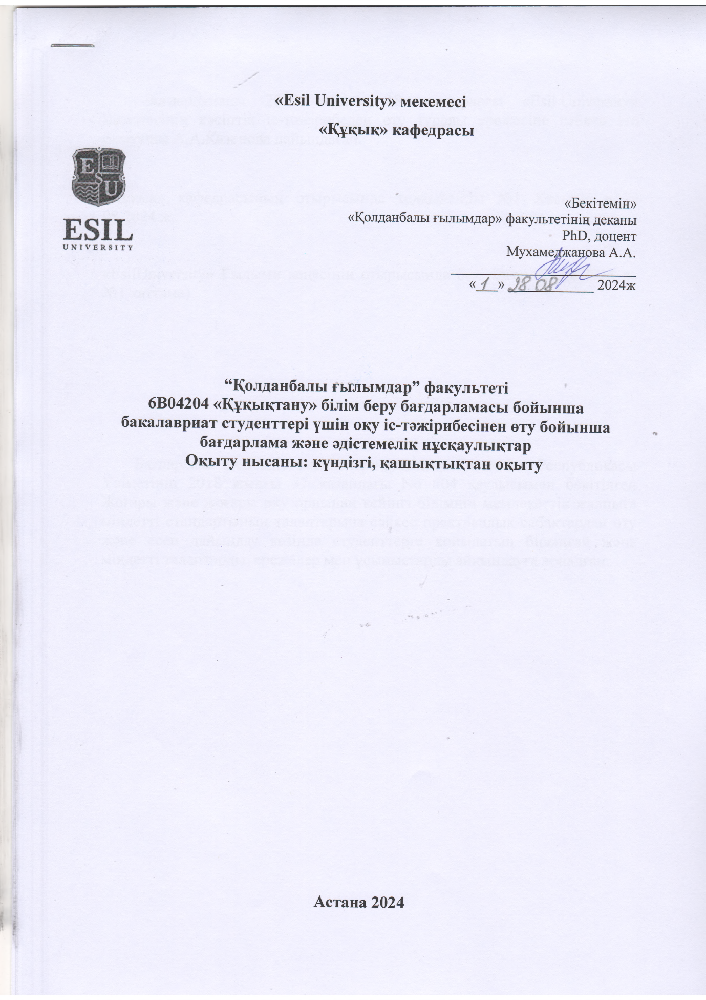 «Esil University» мекемесі
«Құқық» кафедрасы
ESU
ESIL
UNIVERSITY
«Бекітемін»
«Қолданбалы ғылымдар» факультетінің деканы
PhD, доцент
Мухамеджанова А.А.
«1» 28 08 2024ж
“Қолданбалы ғылымдар” факультеті
6В04204 «Құқықтану» білім беру бағдарламасы бойынша
бакалавриат студенттері үшін оқу іс-тәжірибесінен өту бойынша
бағдарлама және әдістемелік нұсқаулықтар
Оқыту нысаны: күндізгі, қашықтықтан оқыту
Астана 2024